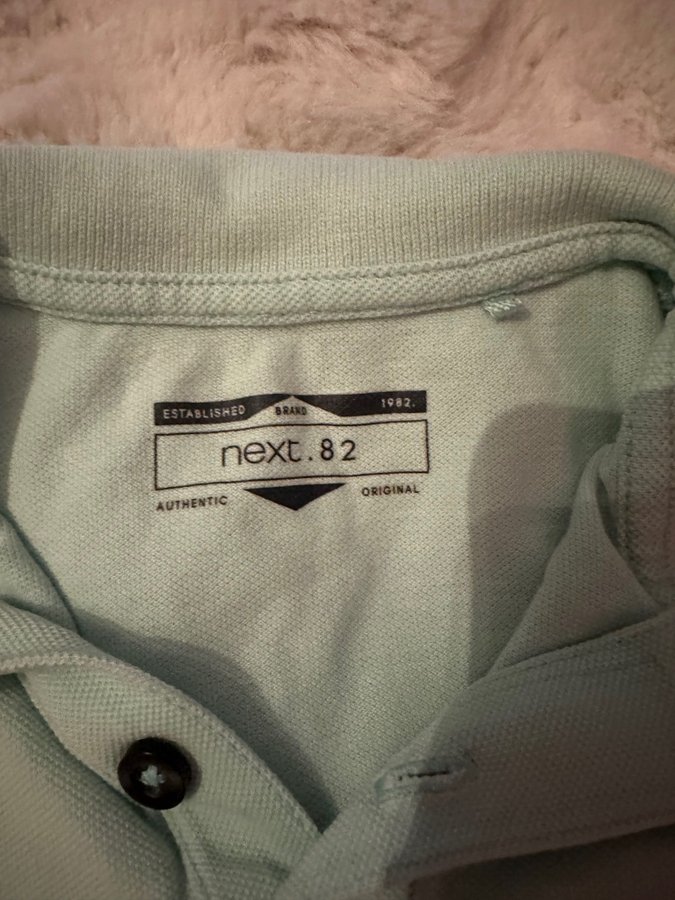 ESTABLISHED BRAND 1982.
next.82
AUTHENTIC ORIGINAL